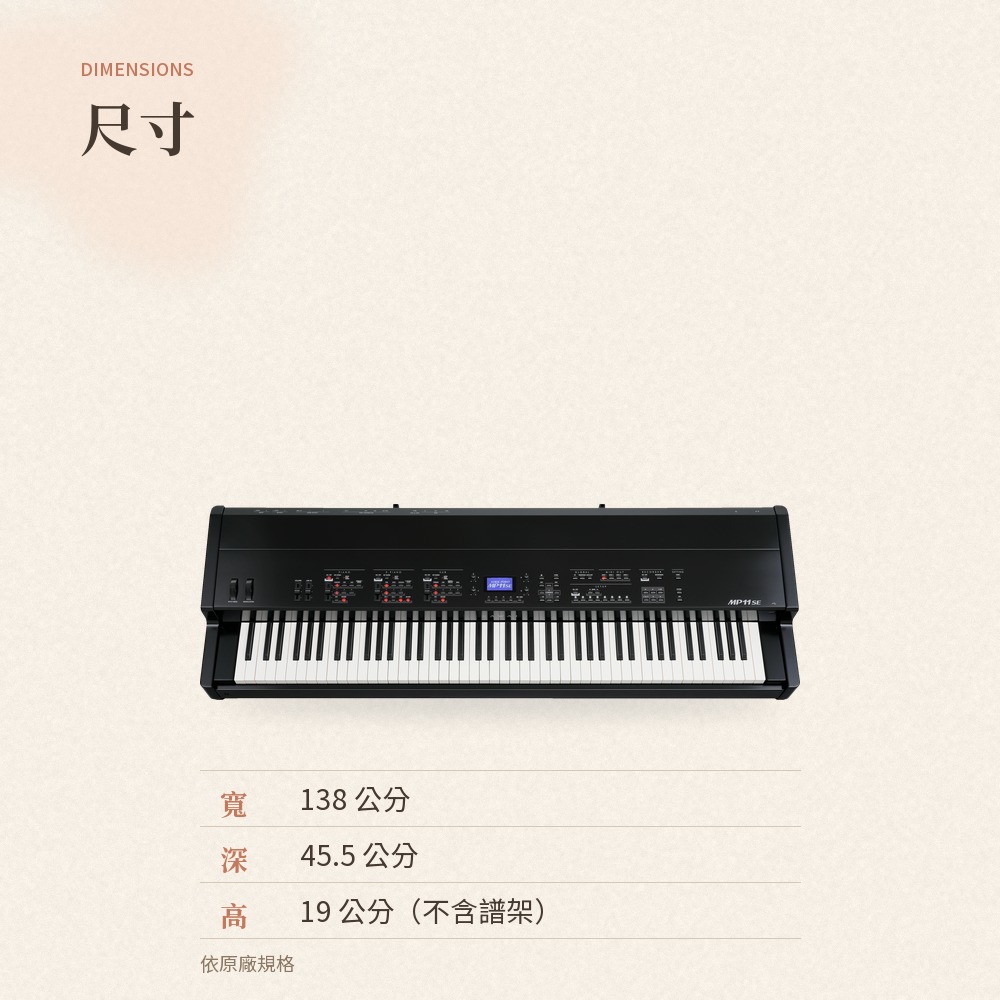 DIMENSIONS
尺寸
MP11SE
寬 138 公分
深 45.5 公分
高 19 公分（不含譜架）
依原廠規格